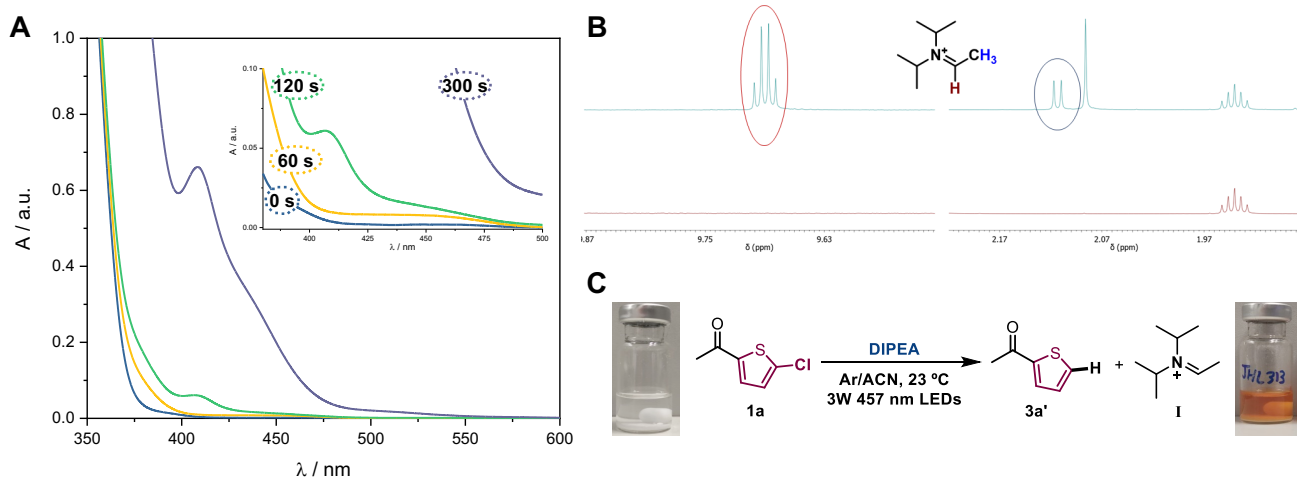 A
1.0
0.8
0.6
0.4
0.2
0.0
A / a.u.
350
400
450
500
550
600
λ / nm
0.10
0.05
0.00
A / a.u.
400
425
450
475
500
λ / nm
120 s
300 s
60 s
0 s
B
N
+
CH3
H
9.75
9.63
δ (ppm)
2.17
2.07
1.97
δ (ppm)
C
O
S
Cl
1a
DIPEA
Ar/ACN, 23 ºC
3W 457 nm LEDs
O
S
H
3a'
+
N
+
I